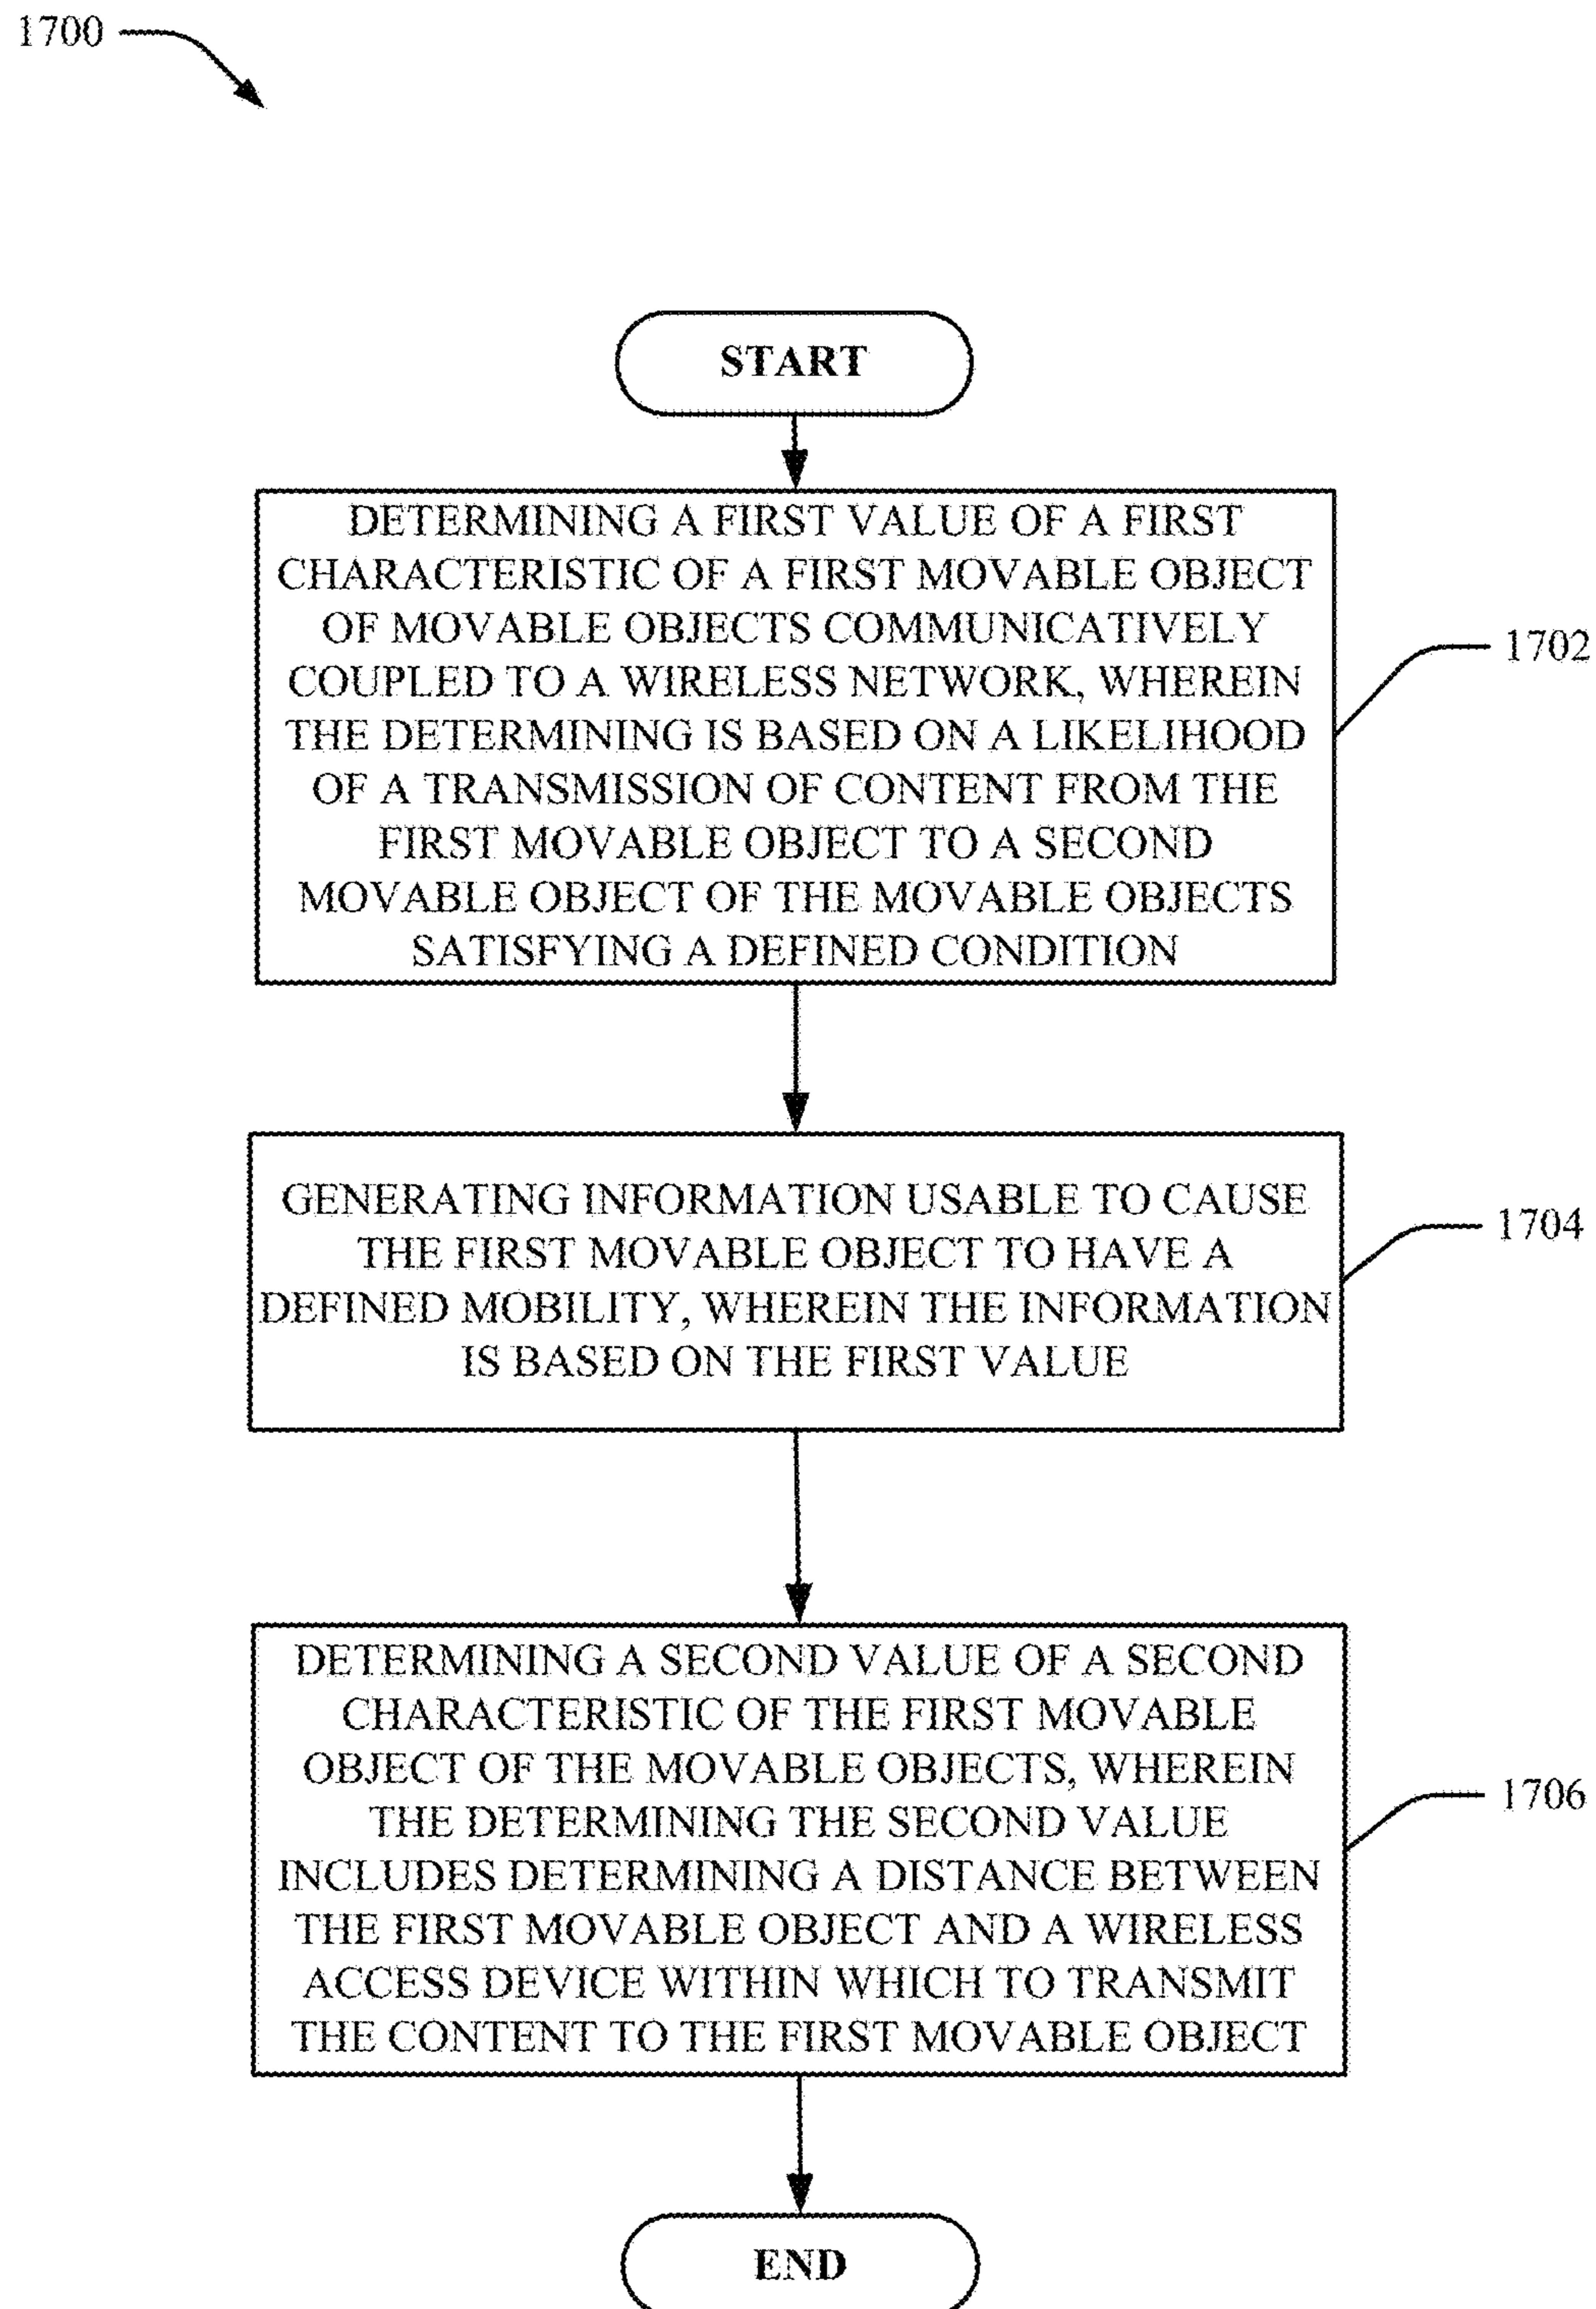 1700
START
DETERMINING A FIRST VALUE OF A FIRST
CHARACTERISTIC OF A FIRST MOVABLE OBJECT
OF MOVABLE OBJECTS COMMUNICATIVELY
COUPLED TO A WIRELESS NETWORK, WHEREIN
THE DETERMINING IS BASED ON A LIKELIHOOD
OF A TRANSMISSION OF CONTENT FROM THE
FIRST MOVABLE OBJECT TO A SECOND
MOVABLE OBJECT OF THE MOVABLE OBJECTS
SATISFYING A DEFINED CONDITION
1702
GENERATING INFORMATION USABLE TO CAUSE
THE FIRST MOVABLE OBJECT TO HAVE A
DEFINED MOBILITY, WHEREIN THE INFORMATION
IS BASED ON THE FIRST VALUE
1704
DETERMINING A SECOND VALUE OF A SECOND
CHARACTERISTIC OF THE FIRST MOVABLE
OBJECT OF THE MOVABLE OBJECTS, WHEREIN
THE DETERMINING THE SECOND VALUE
INCLUDES DETERMINING A DISTANCE BETWEEN
THE FIRST MOVABLE OBJECT AND A WIRELESS
ACCESS DEVICE WITHIN WHICH TO TRANSMIT
THE CONTENT TO THE FIRST MOVABLE OBJECT
1706
END